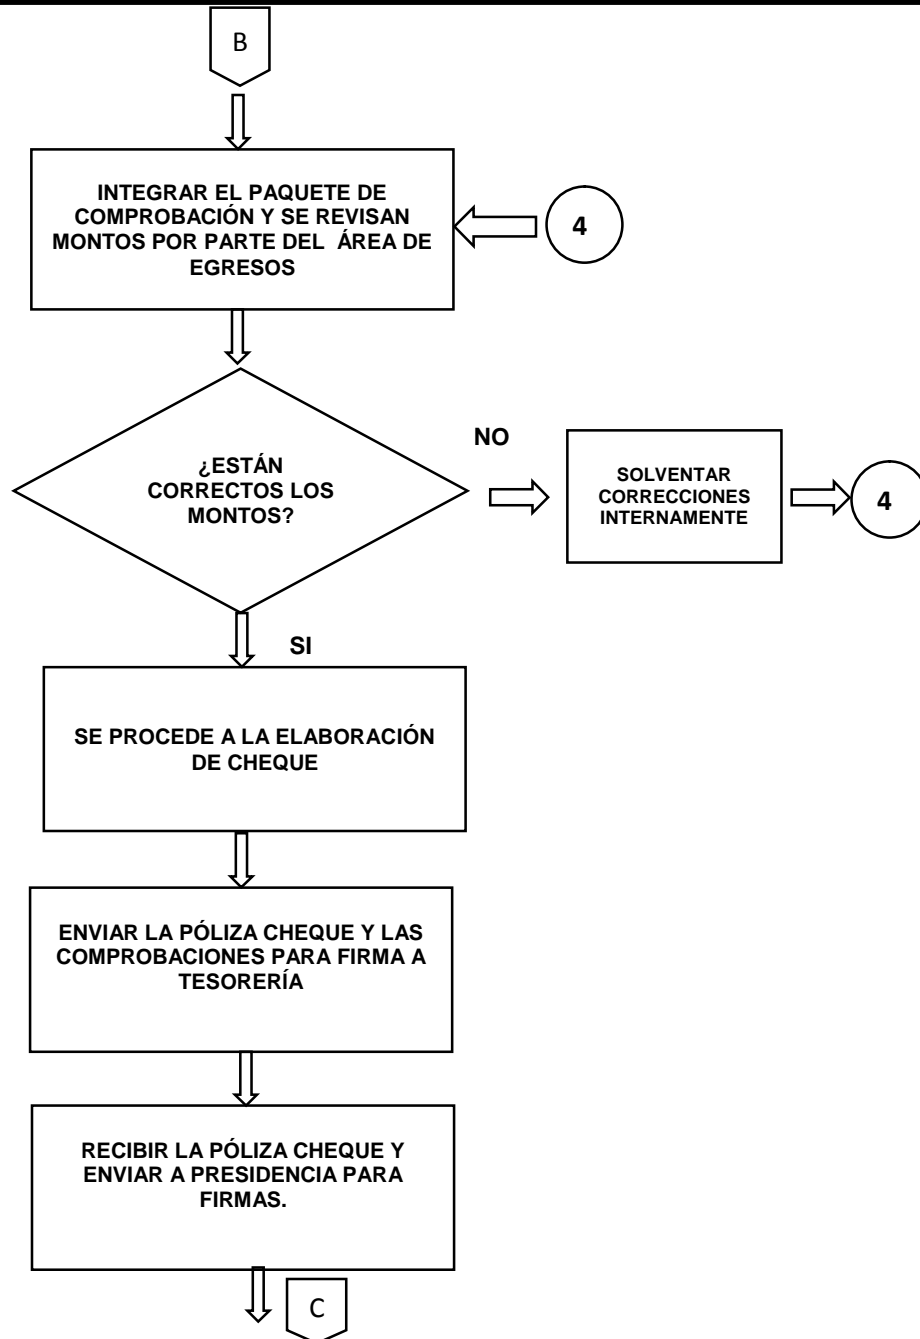 B
INTEGRAR EL PAQUETE DE
COMPROBACIÓN Y SE REVISAN
MONTOS POR PARTE DEL ÁREA DE
EGRESOS
4
¿ESTÁN
CORRECTOS LOS
MONTOS?
NO
SOLVENTAR
CORRECCIONES
INTERNAMENTE
4
SI
SE PROCEDE A LA ELABORACIÓN
DE CHEQUE
ENVIAR LA PÓLIZA CHEQUE Y LAS
COMPROBACIONES PARA FIRMA A
TESORERÍA
RECIBIR LA PÓLIZA CHEQUE Y
ENVIAR A PRESIDENCIA PARA
FIRMAS.
C